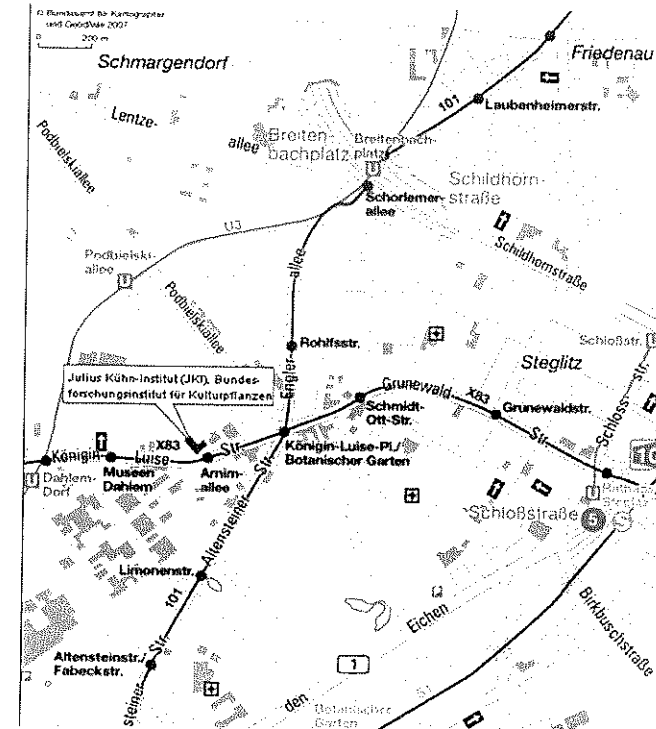 © Bundesamt für Kartographie
und Geodäsie 2007
200 m
Schmargendorf
Friedenau
Lentze-
allee
101
Laubenheimerstr.
Breiten-
bachplatz
Breitenbach-
platz
U
Podbielskiallee
Schorlemer-
allee
Schildhorn-
straße
Schildhornstraße
U3
Podbielski-
allee
U
Podbielskiallee
allee
Engler-
Rohlfsstr.
Schloßstr.
U
Steglitz
Julius Kühn-Institut (JKI), Bundes-
forschungsinstitut für Kulturpflanzen
Grunewald
X83
Str.
Schmidt-
Ott-Str.
Grunewaldstr.
Schloss-
str.
Königin-
Luise
X83
Str.
Königin-Luise-Pl./
Botanischer Garten
Museen
Dahlem
Arnim-
allee
U
Dahlem-
Dorf
Str.
Altensteiner
Schloßstraße
U
S
Limonenstr.
101
Str.
Eichen
Birkbuschstraße
Altensteinstr./
Fabeckstr.
1
den
S1
steiner
Botanischer
Garten